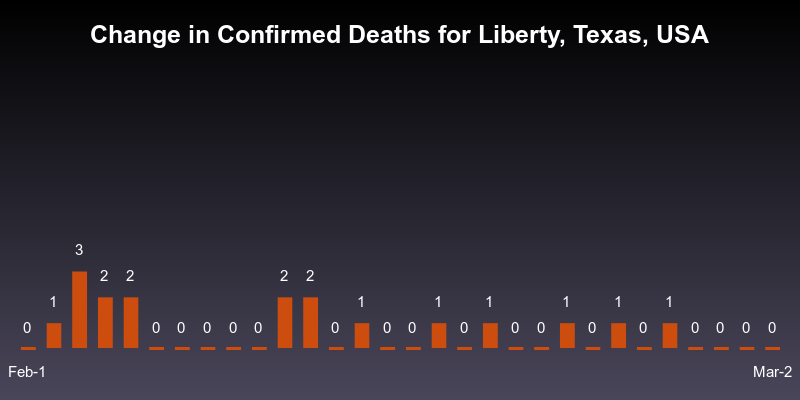 Change in Confirmed Deaths for Liberty, Texas, USA
0 1 3 2 2 0 0 0 0 0 2 2 0 1 0 0 1 0 1 0 0 1 0 1 0 1 0 0 0 0
Feb-1 Mar-2